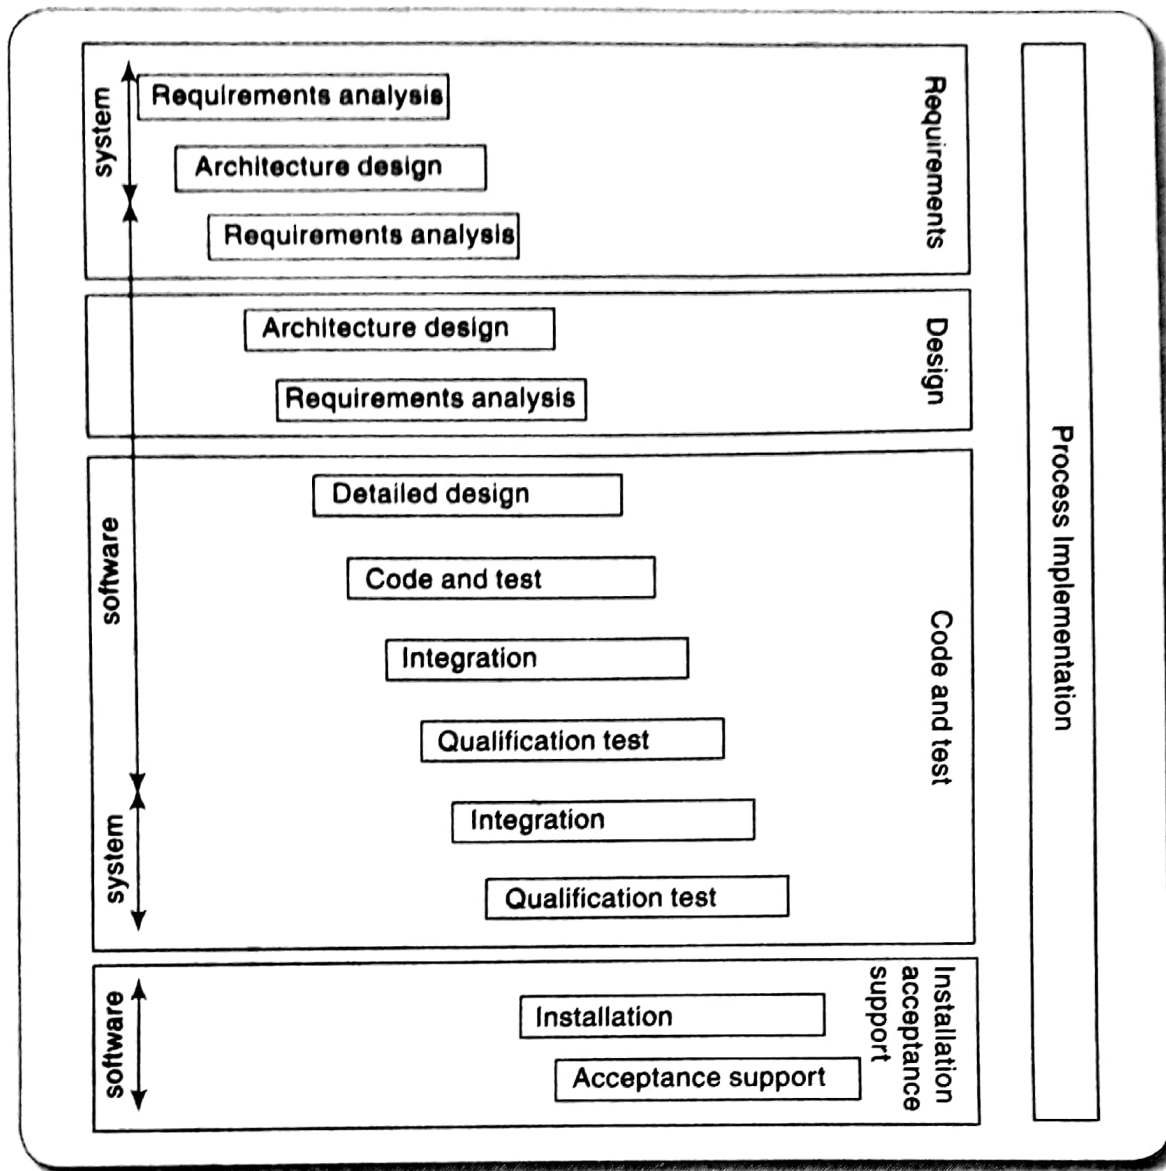 system
Requirements analysis
Architecture design
Requirements analysis
Requirements
Architecture design
Requirements analysis
Design
software
Detailed design
Code and test
Integration
Qualification test
Code and test
system
Integration
Qualification test
software
Installation
Acceptance support
Installation
acceptance
support
Process Implementation